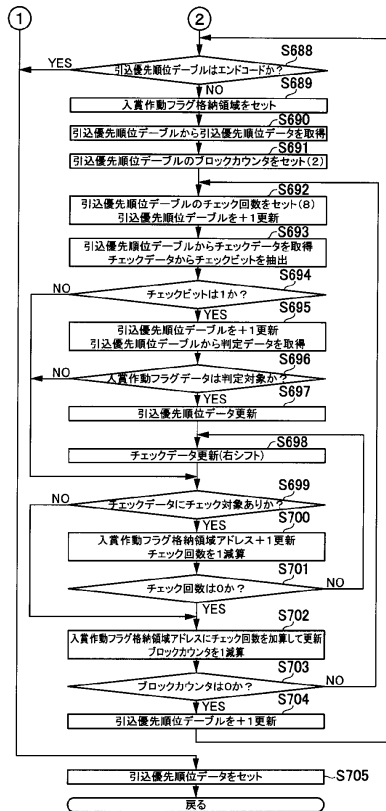 ① ②
S688
YES 引込優先順位テーブルはエンドコードか?
NO S689
入賞作動フラグ格納領域をセット
S690
引込優先順位テーブルから引込優先順位データを取得
S691
引込優先順位テーブルのブロックカウンタをセット(2)
S692
引込優先順位テーブルのチェック回数をセット(8)
引込優先順位テーブルを+1更新
S693
引込優先順位テーブルからチェックデータを取得
チェックデータからチェックビットを抽出
S694
NO チェックビットは1か?
YES S695
引込優先順位テーブルを+1更新
引込優先順位テーブルから判定データを取得
S696
NO 入賞作動フラグデータは判定対象か?
YES S697
引込優先順位データ更新
S698
チェックデータ更新(右シフト)
S699
NO チェックデータにチェック対象ありか?
YES S700
入賞作動フラグ格納領域アドレス+1更新
チェック回数を1減算
S701
チェック回数は0か? NO
YES
S702
入賞作動フラグ格納領域アドレスにチェック回数を加算して更新
ブロックカウンタを1減算
S703
ブロックカウンタは0か? NO
YES S704
引込優先順位テーブルを+1更新
S705
引込優先順位データをセット
戻る